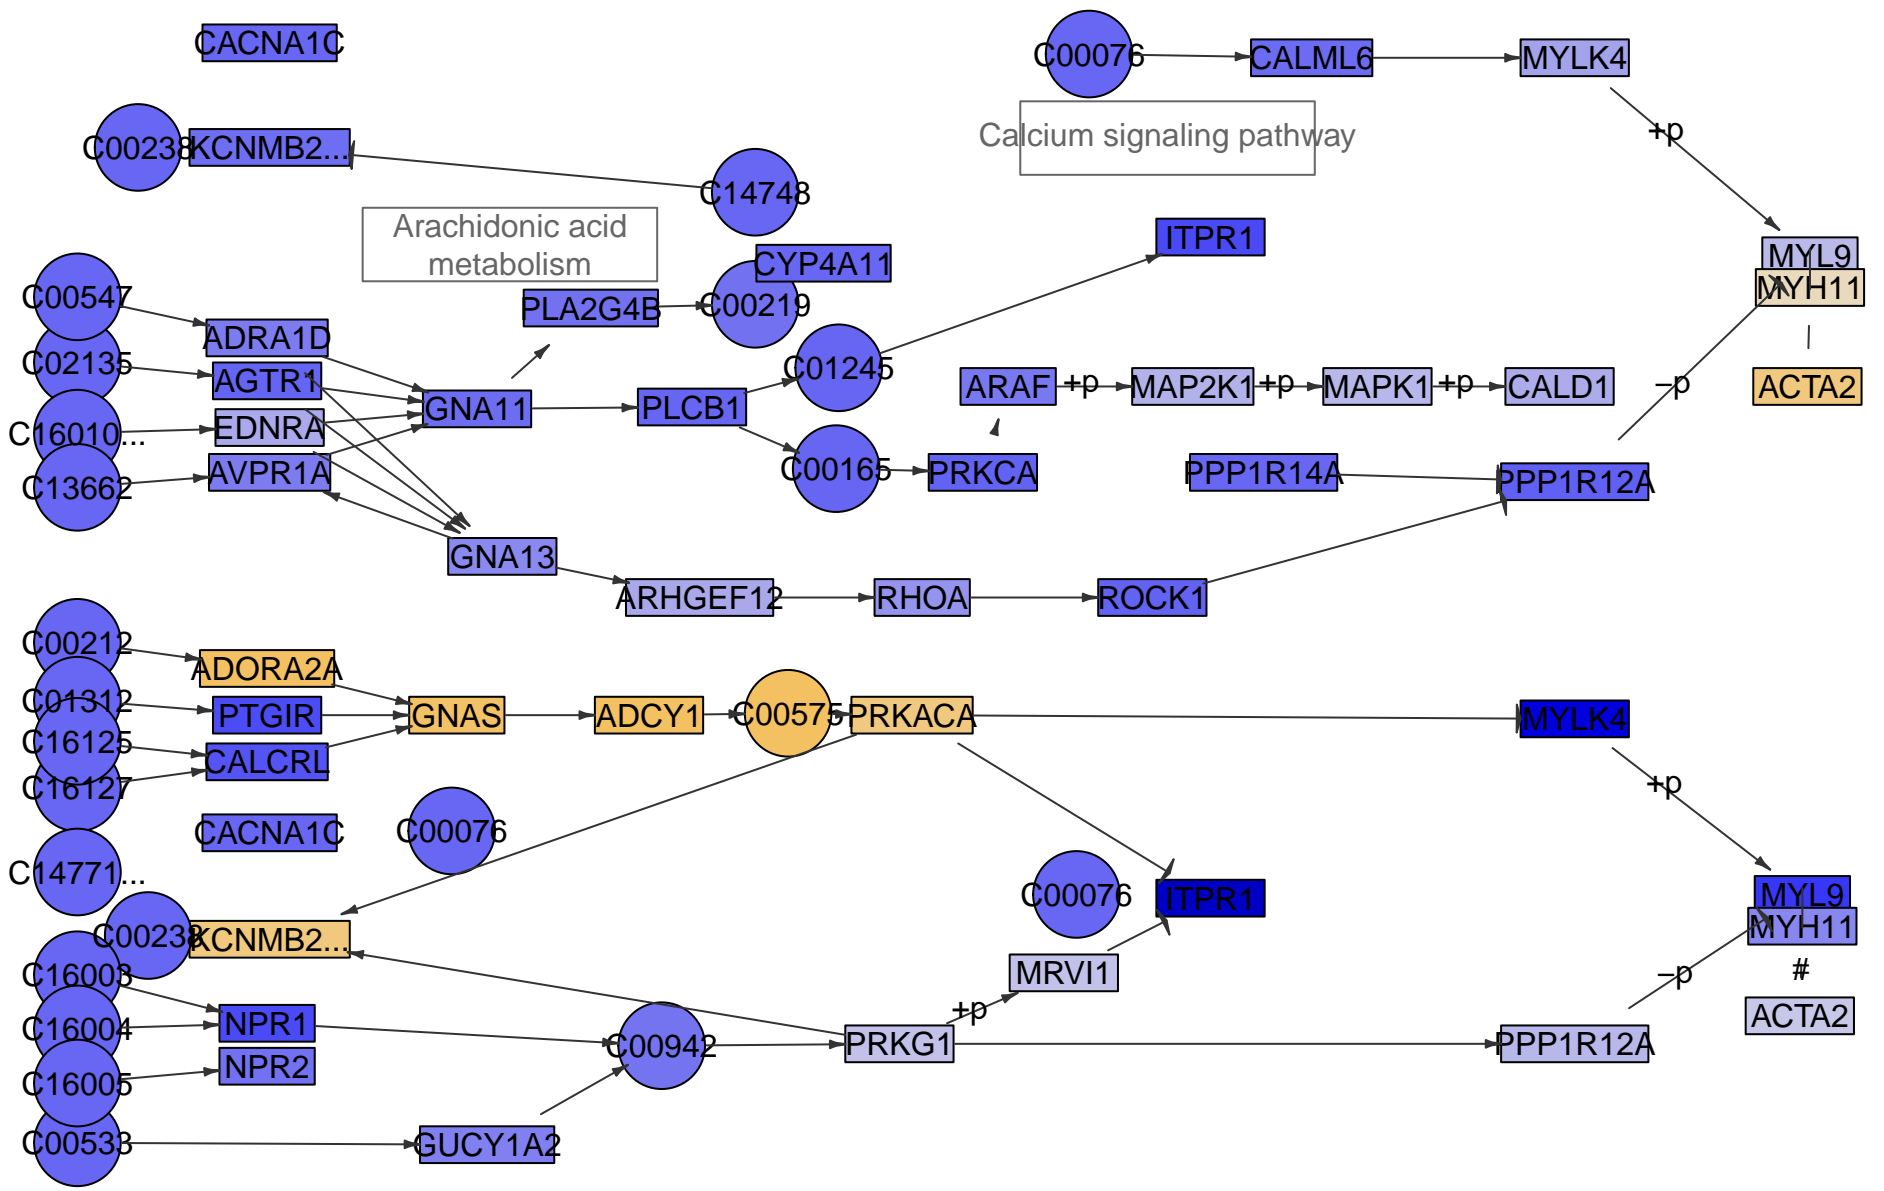 CACNA1C
C00076
CALML6
MYLK4
Calcium signaling pathway
+p
C00238
KCNMB2...
C14748
Arachidonic acid
metabolism
ITPR1
CYP4A11
MYL9
MYH11
C00547
PLA2G4B
C00219
ADRA1D
C02135
AGTR1
C01245
ARAF
+p
MAP2K1
+p
MAPK1
+p
CALD1
–p
ACTA2
GNA11
PLCB1
C16010...
EDNRA
C13662
AVPR1A
C00165
PRKCA
PPP1R14A
PPP1R12A
GNA13
ARHGEF12
RHOA
ROCK1
C00212
ADORA2A
C01312
PTGIR
GNAS
ADCY1
C00575
PRKACA
MYLK4
C16125
CALCRL
C16127
+p
CACNA1C
C00076
C14771...
C00076
ITPR1
MYL9
MYH11
C00238
KCNMB2...
C16003
MRVI1
–p
#
+p
ACTA2
C16004
NPR1
C00942
PRKG1
PPP1R12A
NPR2
C16005
C00533
GUCY1A2